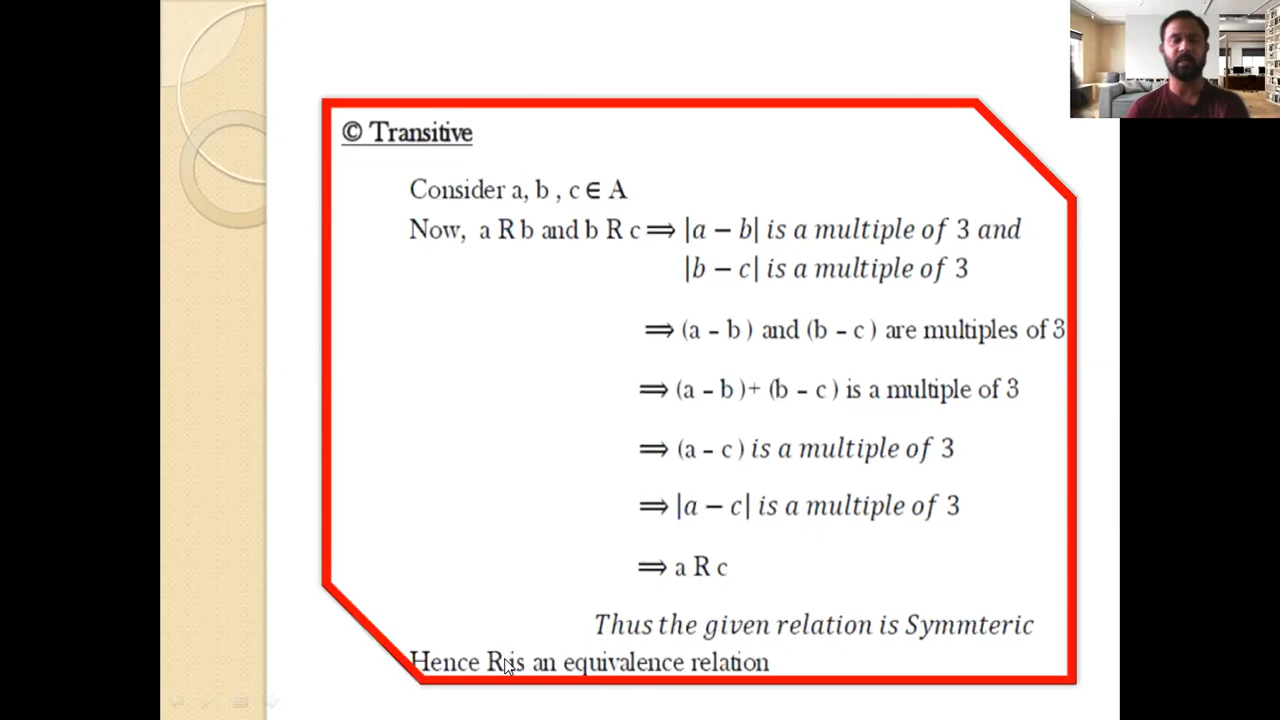 © Transitive
Consider a, b , c ∈ A
Now, a R b and b R c ⟹ |a − b| is a multiple of 3 and
|b − c| is a multiple of 3
⟹ (a – b ) and (b – c ) are multiples of 3
⟹ (a – b )+ (b – c ) is a multiple of 3
⟹ (a – c ) is a multiple of 3
⟹ |a − c| is a multiple of 3
⟹ a R c
Thus the given relation is Symmteric
Hence R is an equivalence relation